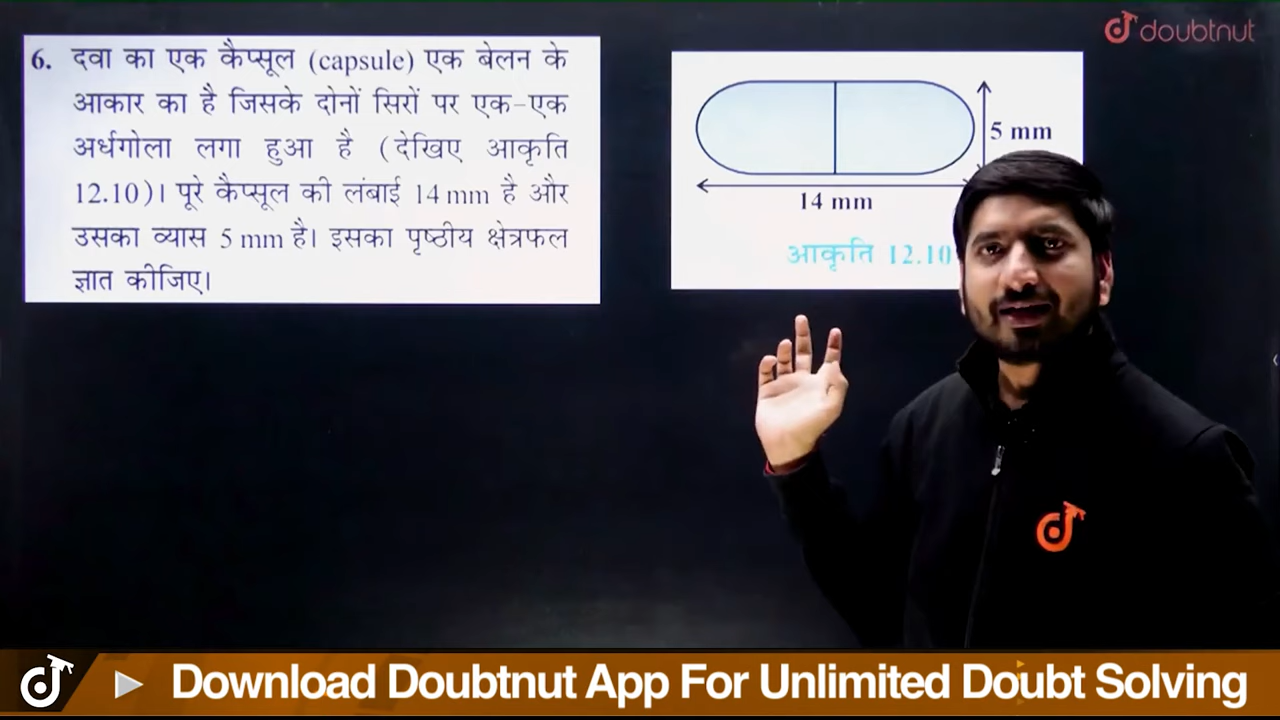 doubtnut
6. दवा का एक कैप्सूल (capsule) एक बेलन के
आकार का है जिसके दोनों सिरों पर एक-एक
अर्धगोला लगा हुआ है (देखिए आकृति
12.10)। पूरे कैप्सूल की लंबाई 14 mm है और
उसका व्यास 5 mm है। इसका पृष्ठीय क्षेत्रफल
ज्ञात कीजिए।
5 mm
14 mm
आकृति 12.10
Download Doubtnut App For Unlimited Doubt Solving